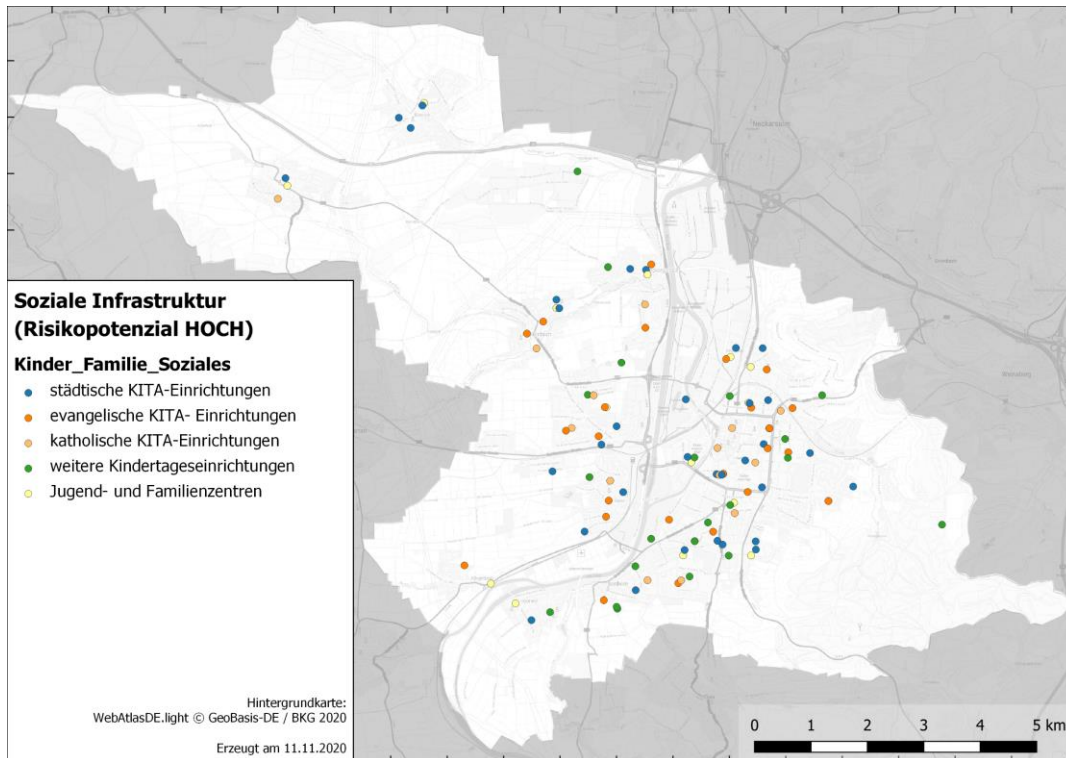 Neckarsulm
Weinsberg
Soziale Infrastruktur
(Risikopotenzial HOCH)
Kinder_Familie_Soziales
städtische KITA-Einrichtungen
evangelische KITA- Einrichtungen
katholische KITA-Einrichtungen
weitere Kindertageseinrichtungen
Jugend- und Familienzentren
Hintergrundkarte:
WebAtlasDE.light © GeoBasis-DE / BKG 2020
Erzeugt am 11.11.2020
0 1 2 3 4 5 km